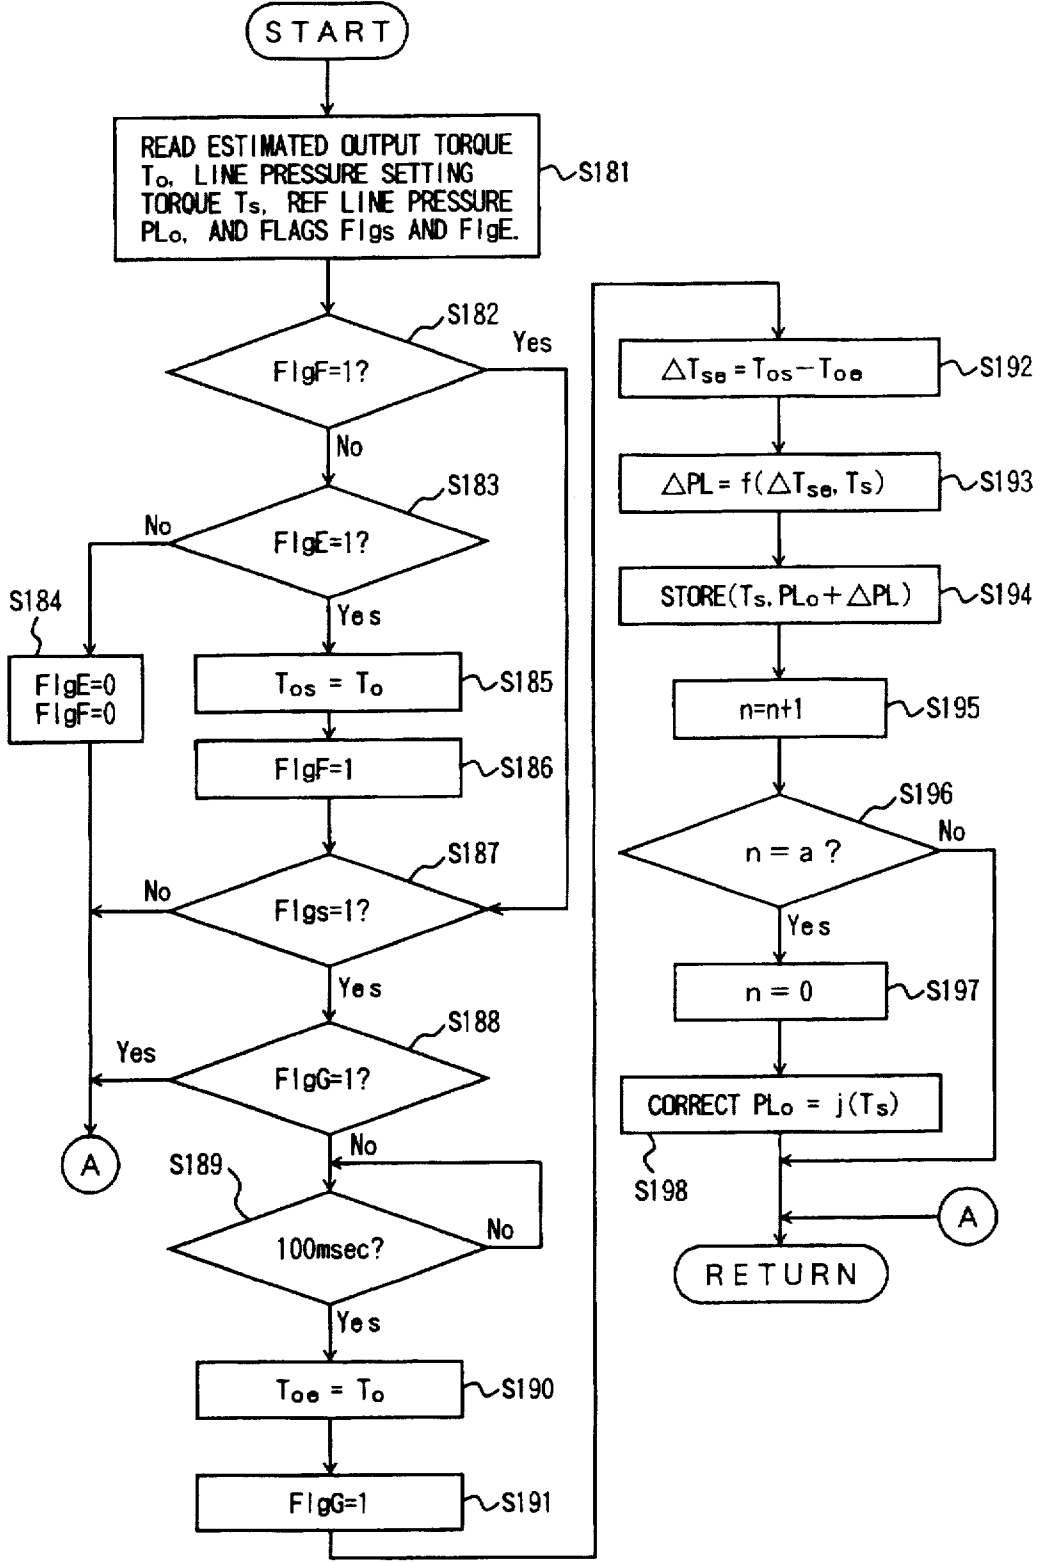 START
READ ESTIMATED OUTPUT TORQUE
To, LINE PRESSURE SETTING
TORQUE Ts, REF LINE PRESSURE
PLo, AND FLAGS Flgs AND FlgE.
S181
S182
FlgF=1?
Yes
No
S183
FlgE=1?
No
Yes
S184
FlgE=0
FlgF=0
Tos = To
S185
FlgF=1
S186
S187
Flgs=1?
No
Yes
S188
FlgG=1?
Yes
No
A
S189
100msec?
No
Yes
Toe = To
S190
FlgG=1
S191
△Tse = Tos − Toe
S192
△PL = f(△Tse, Ts)
S193
STORE(Ts, PLo + △PL)
S194
n=n+1
S195
S196
n = a ?
No
Yes
n = 0
S197
CORRECT PLo = j(Ts)
S198
A
RETURN